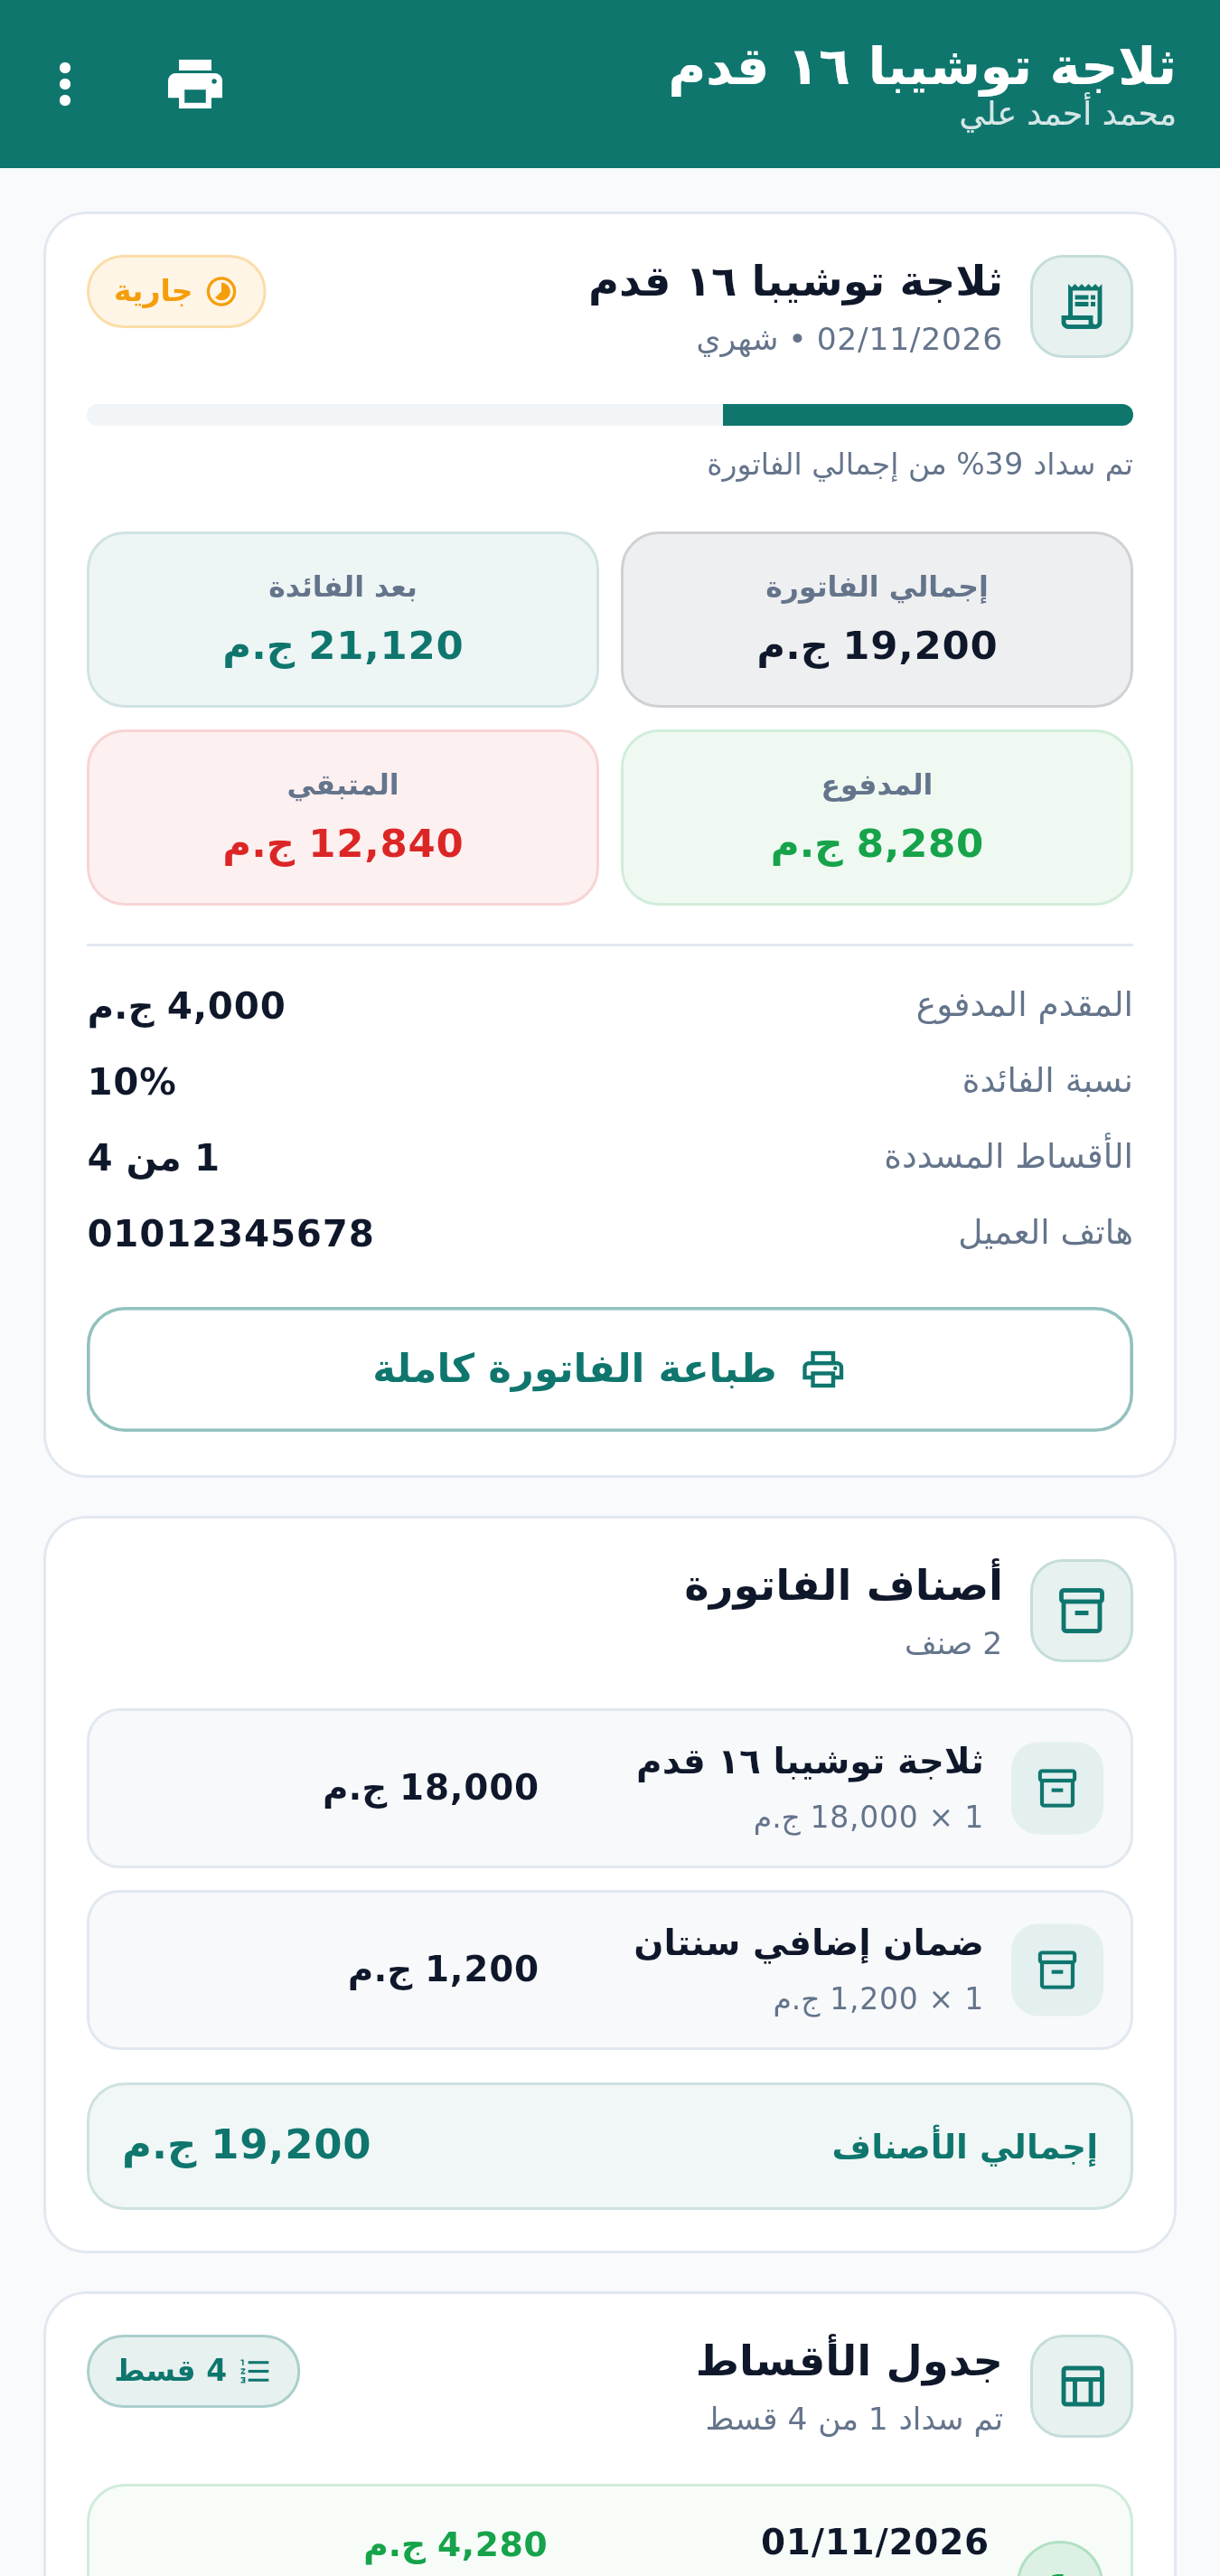 ثلاجة توشيبا ١٦ قدم
محمد أحمد علي
ثلاجة توشيبا ١٦ قدم
جارية
02/11/2026 • شهري
تم سداد 39% من إجمالي الفاتورة
إجمالي الفاتورة
19,200 ج.م
بعد الفائدة
21,120 ج.م
المدفوع
8,280 ج.م
المتبقي
12,840 ج.م
المقدم المدفوع
4,000 ج.م
نسبة الفائدة
10%
الأقساط المسددة
1 من 4
هاتف العميل
01012345678
طباعة الفاتورة كاملة
أصناف الفاتورة
2 صنف
ثلاجة توشيبا ١٦ قدم
1 × 18,000 ج.م
18,000 ج.م
ضمان إضافي سنتان
1 × 1,200 ج.م
1,200 ج.م
إجمالي الأصناف
19,200 ج.م
جدول الأقساط
4 قسط
تم سداد 1 من 4 قسط
01/11/2026
4,280 ج.م